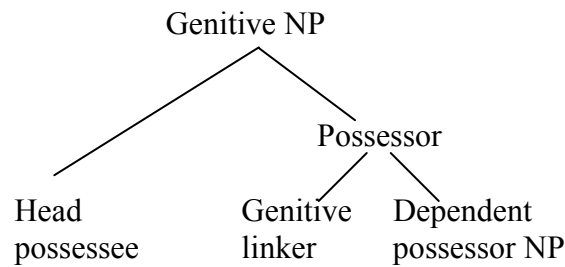 Genitive NP
Possessor
Head possessee
Genitive linker
Dependent possessor NP